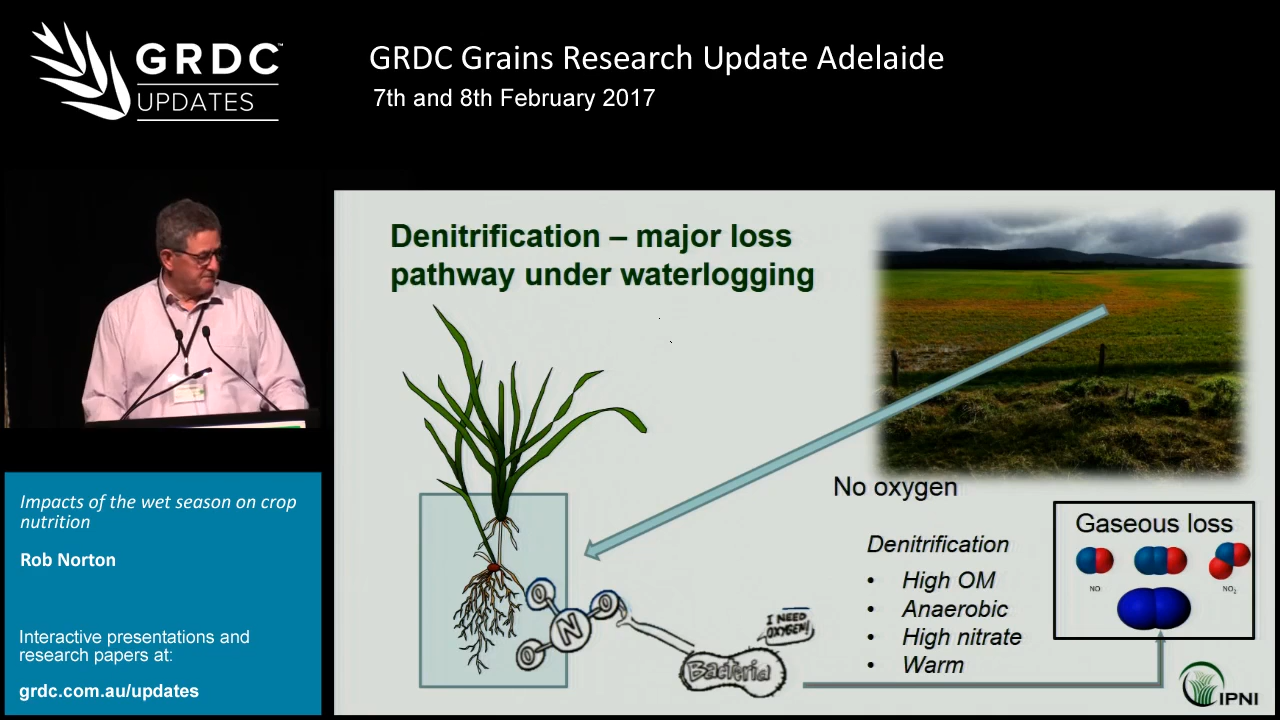 GRDC™
UPDATES
GRDC Grains Research Update Adelaide
7th and 8th February 2017
Denitrification – major loss
pathway under waterlogging
No oxygen
Denitrification
• High OM
• Anaerobic
• High nitrate
• Warm
Gaseous loss
NO
NO2
O
O
N
O
I NEED
OXYGEN!
Bacteria
IPNI
Impacts of the wet season on crop
nutrition
Rob Norton
Interactive presentations and
research papers at:
grdc.com.au/updates